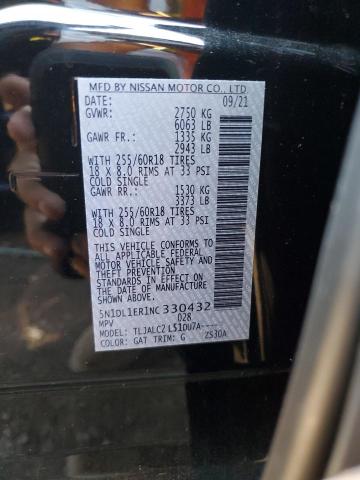 MFD BY NISSAN MOTOR CO., LTD
DATE: 09/21
GVWR: 2750 KG
6063 LB
GAWR FR.: 1335 KG
2943 LB
WITH 255/60R18 TIRES
18 X 8.0 RIMS AT 33 PSI
COLD SINGLE
GAWR RR.: 1530 KG
3373 LB
WITH 255/60R18 TIRES
18 X 8.0 RIMS AT 33 PSI
COLD SINGLE
THIS VEHICLE CONFORMS TO
ALL APPLICABLE FEDERAL
MOTOR VEHICLE SAFETY AND
THEFT PREVENTION
STANDARDS IN EFFECT ON
THE DATE OF MANUFACTURE
SHOWN ABOVE.
5N1DL1ER1NC330432
MPV 028
MODEL: TLJALC2 L51DU7A----
COLOR: GAT TRIM: G ZS30A